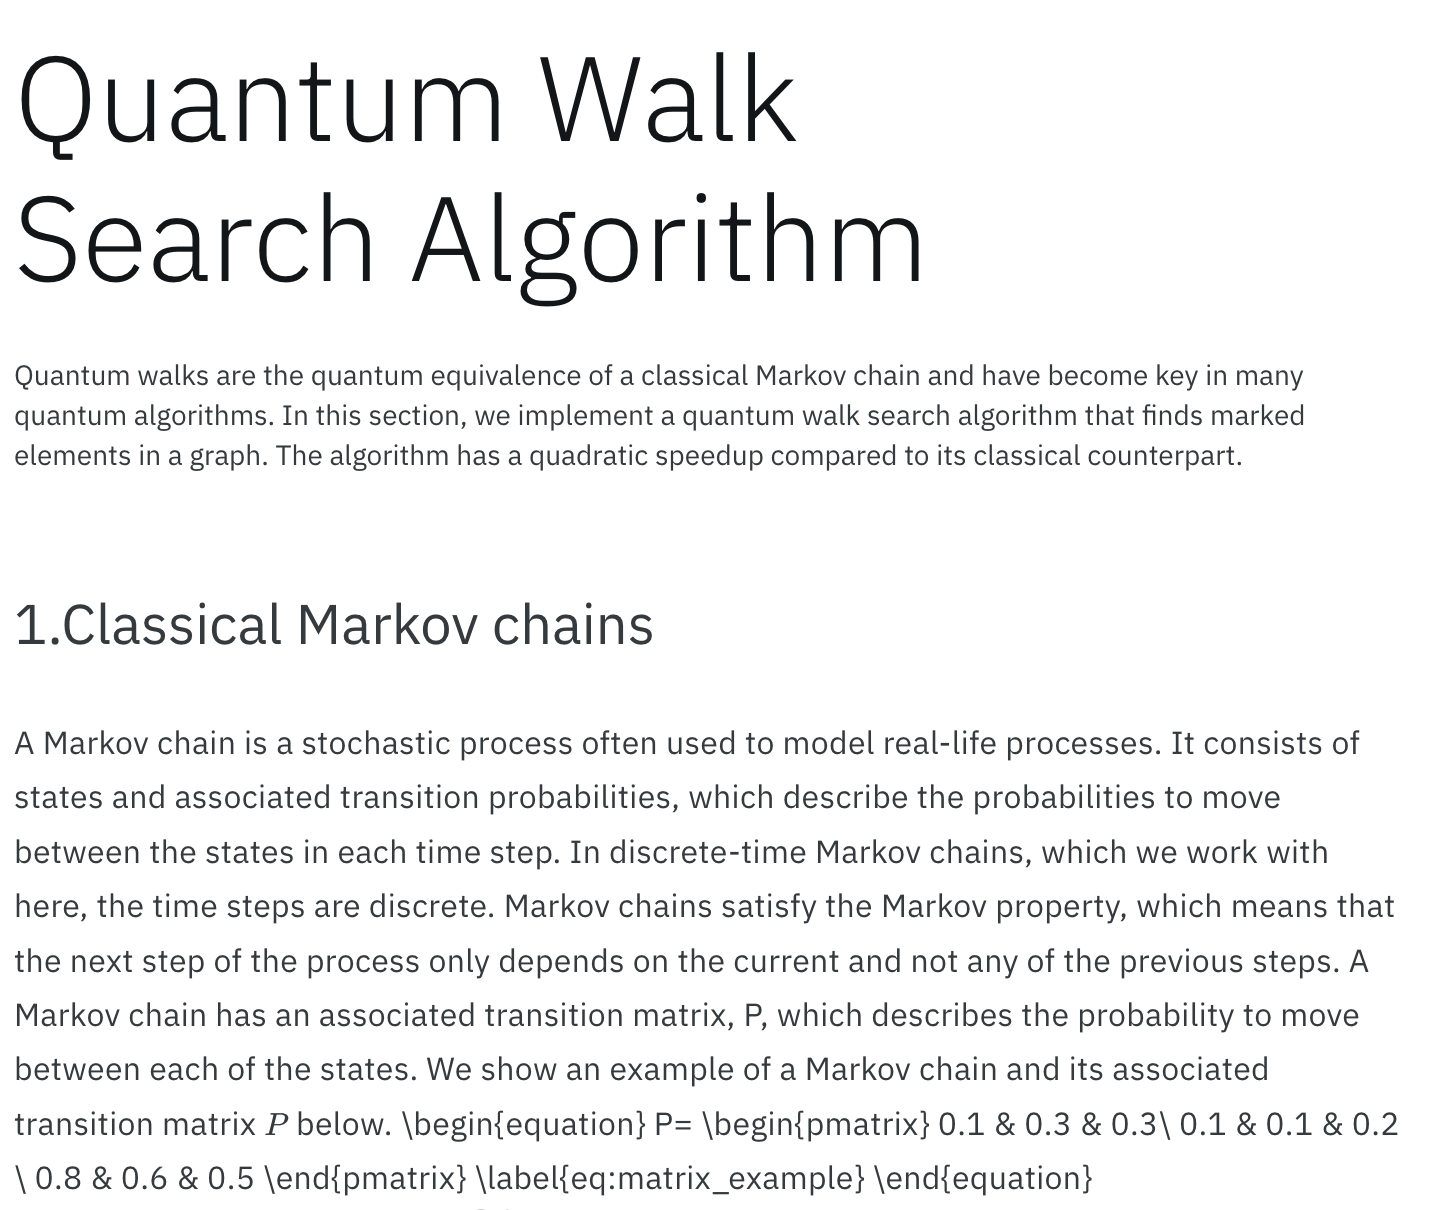 Quantum Walk
Search Algorithm
Quantum walks are the quantum equivalence of a classical Markov chain and have become key in many
quantum algorithms. In this section, we implement a quantum walk search algorithm that finds marked
elements in a graph. The algorithm has a quadratic speedup compared to its classical counterpart.
1.Classical Markov chains
A Markov chain is a stochastic process often used to model real-life processes. It consists of
states and associated transition probabilities, which describe the probabilities to move
between the states in each time step. In discrete-time Markov chains, which we work with
here, the time steps are discrete. Markov chains satisfy the Markov property, which means that
the next step of the process only depends on the current and not any of the previous steps. A
Markov chain has an associated transition matrix, P, which describes the probability to move
between each of the states. We show an example of a Markov chain and its associated
transition matrix P below. \begin{equation} P= \begin{pmatrix} 0.1 & 0.3 & 0.3\ 0.1 & 0.1 & 0.2
\ 0.8 & 0.6 & 0.5 \end{pmatrix} \label{eq:matrix_example} \end{equation}